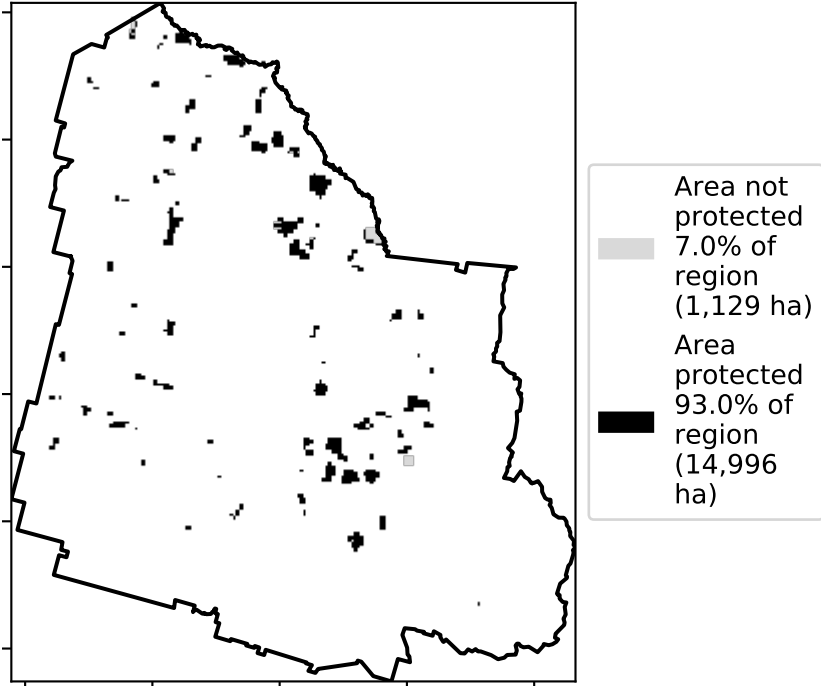 Area not
protected
7.0% of
region
(1,129 ha)
Area
protected
93.0% of
region
(14,996
ha)